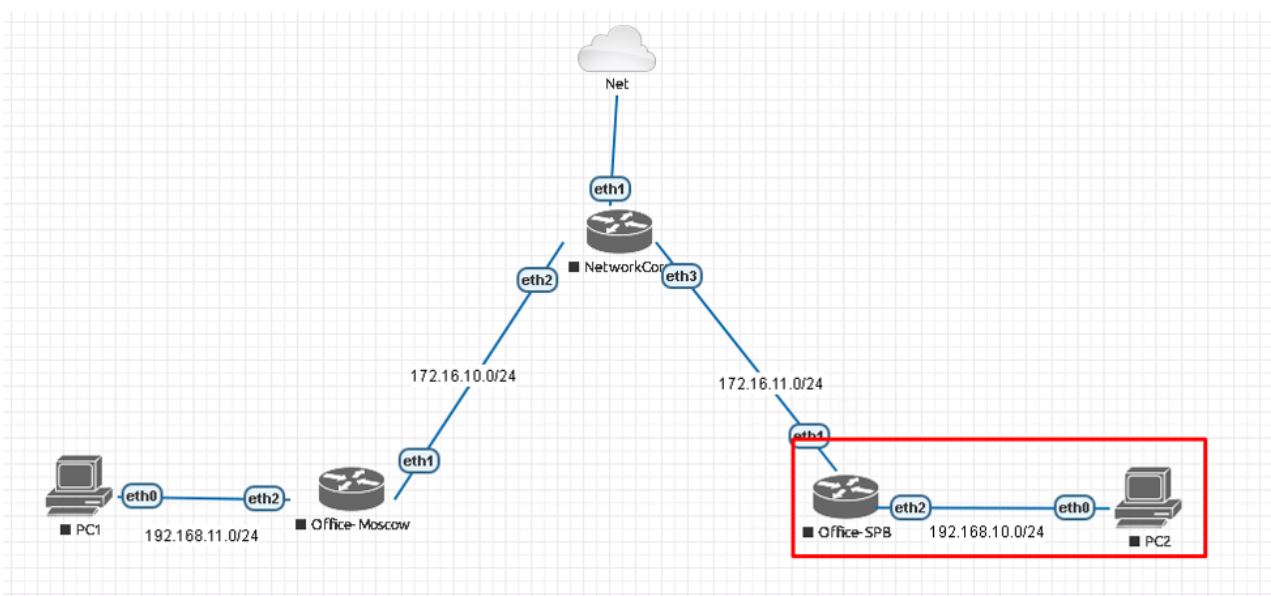 Net
eth1
NetworkCor
eth2
eth3
172.16.10.0/24
172.16.11.0/24
eth1
eth1
PC1
eth0
eth2
192.168.11.0/24
Office-Moscow
Office-SPB
eth2
eth0
192.168.10.0/24
PC2